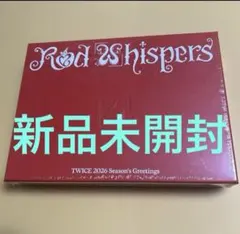 Red Whispers
新品未開封
TWICE 2026 Season's Greetings